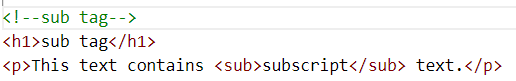 <!--sub tag-->
<h1>sub tag</h1>
<p>This text contains <sub>subscript</sub> text.</p>